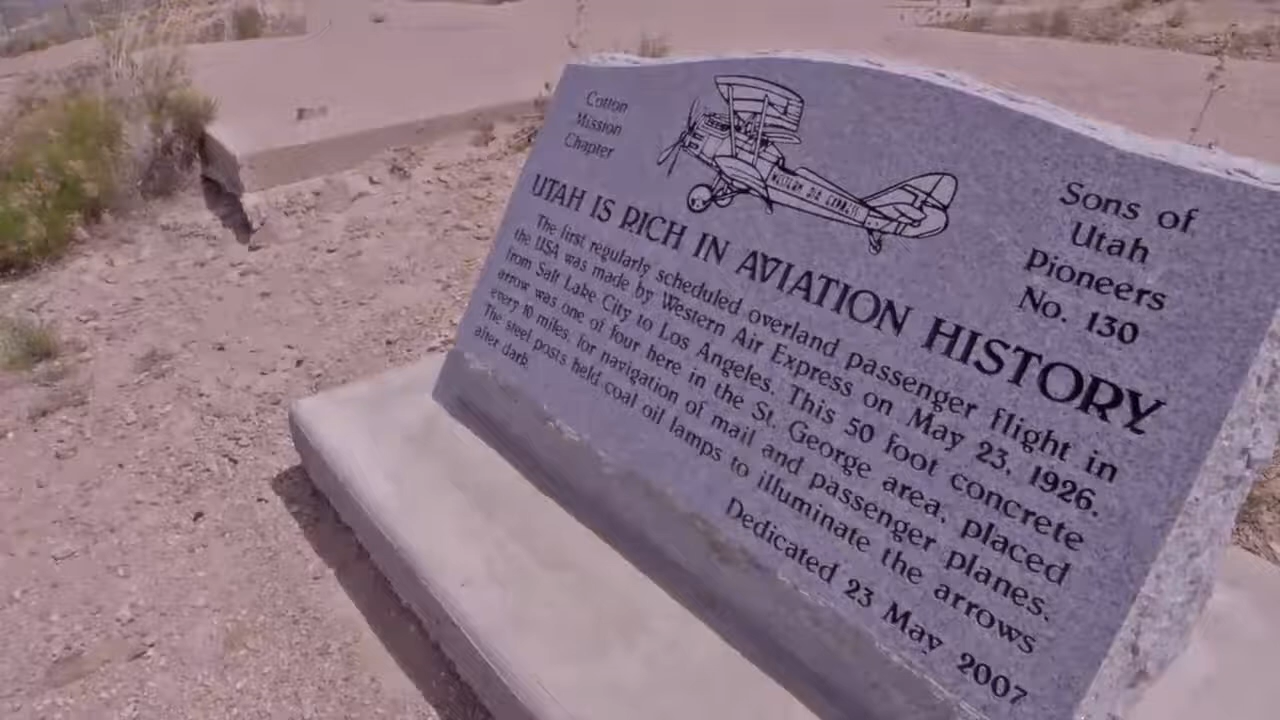 Cotton
Mission
Chapter
WESTERN AIR EXPRESS
Sons of
Utah
Pioneers
No. 130
UTAH IS RICH IN AVIATION HISTORY
The first regularly scheduled overland passenger flight in
the USA was made by Western Air Express on May 23, 1926.
from Salt Lake City to Los Angeles. This 50 foot concrete
arrow was one of four here in the St. George area, placed
every 10 miles, for navigation of mail and passenger planes.
The steel posts held coal oil lamps to illuminate the arrows
after dark.
Dedicated 23 May 2007